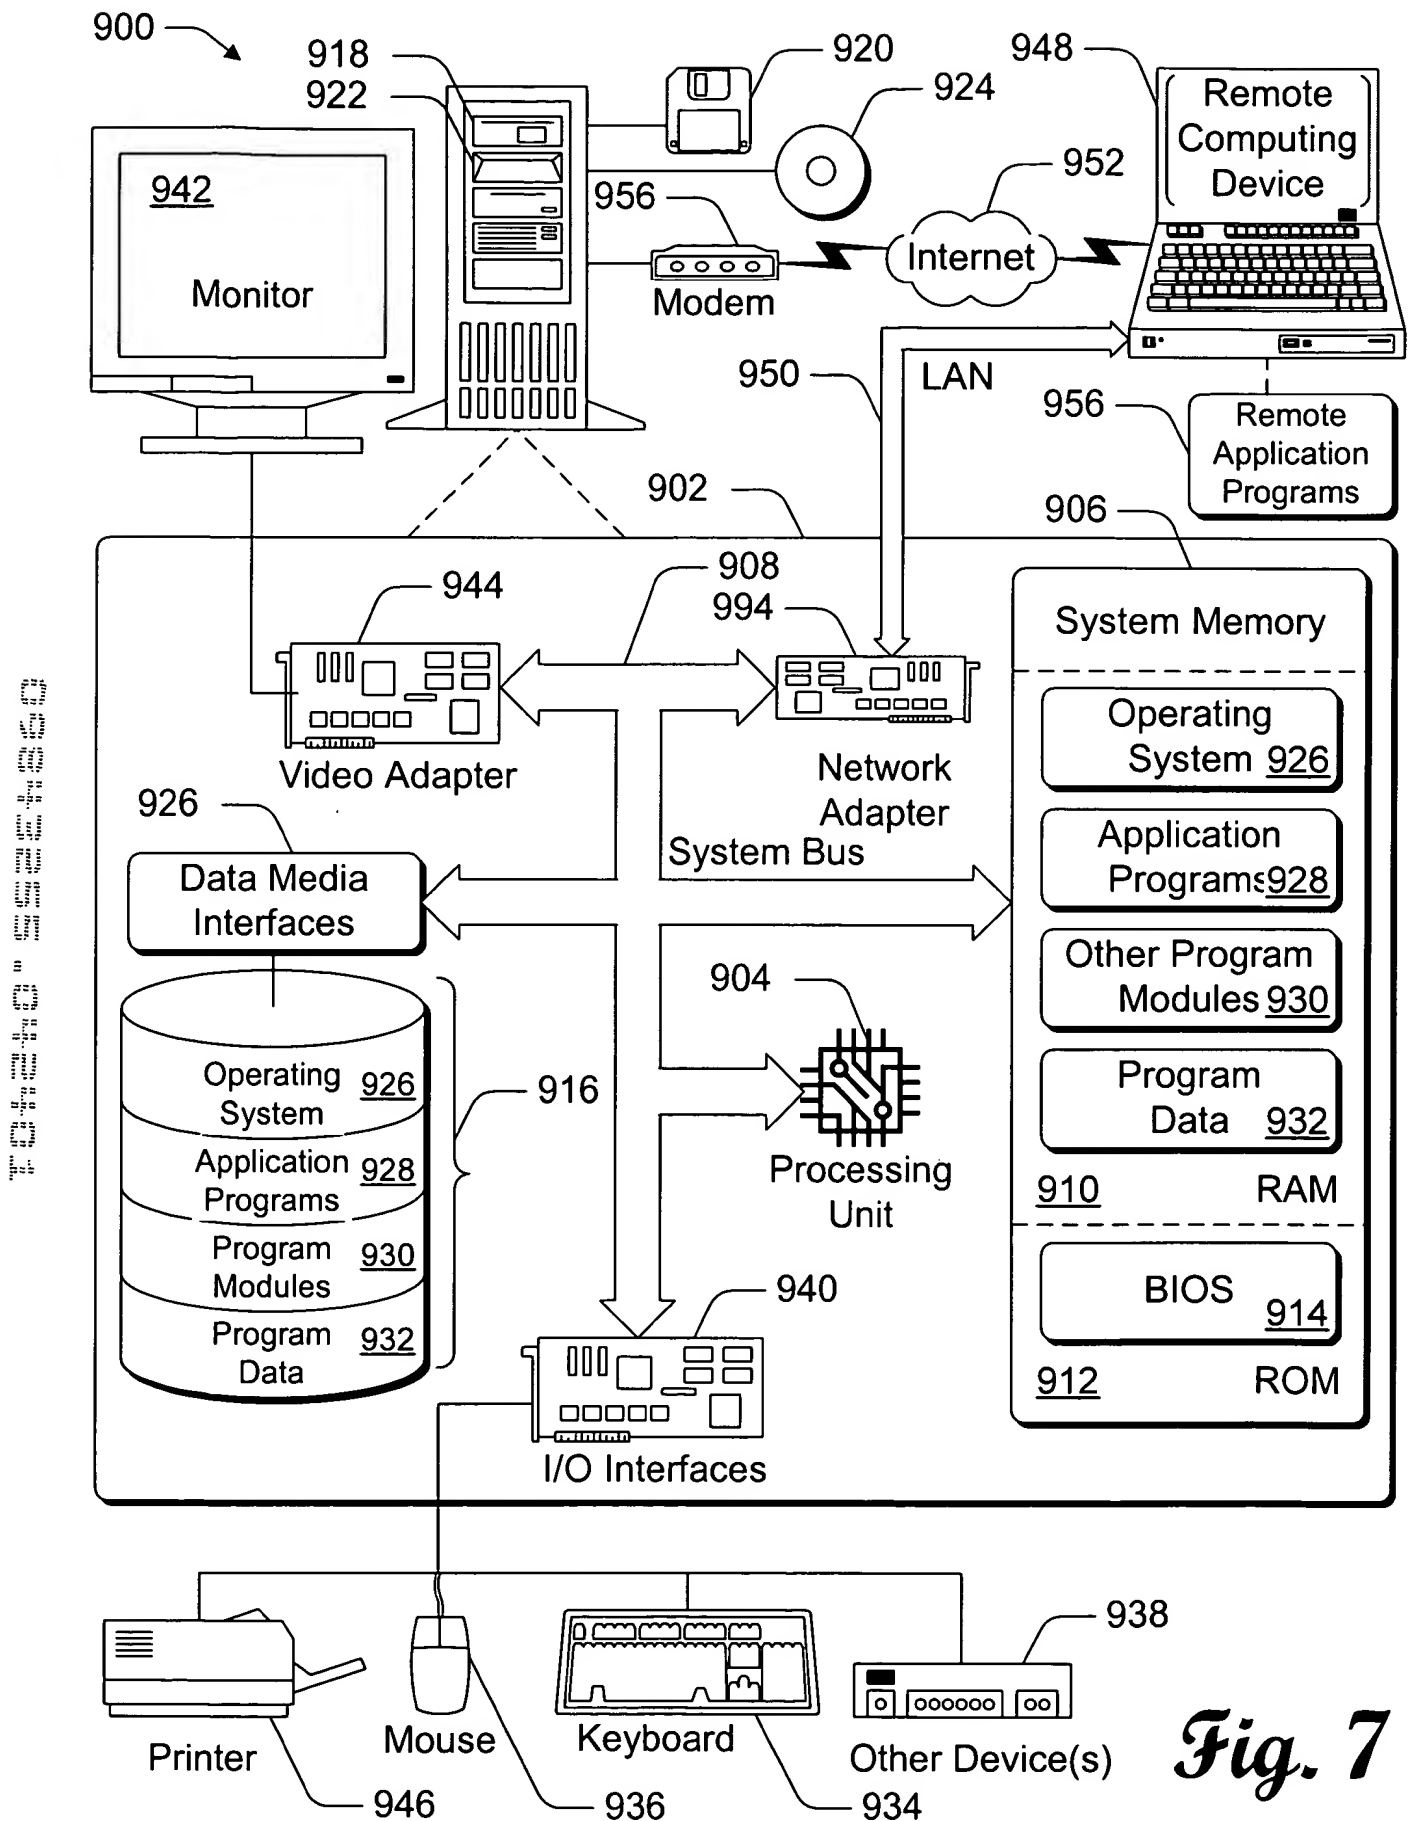 900
918
922
920
924
948
Remote
Computing
Device
952
956
942
Monitor
Internet
Modem
950
LAN
956
Remote
Application
Programs
902
906
908
944
994
System Memory
Operating
System 926
Video Adapter
Network
Adapter
926
Application
Programs 928
System Bus
Data Media
Interfaces
Other Program
Modules 930
904
Operating
System
926
916
Program
Data 932
Application
Programs
928
Processing
Unit
910 RAM
Program
Modules
930
940
BIOS
914
Program
Data
932
912 ROM
I/O Interfaces
938
Printer
Mouse
Keyboard
Other Device(s)
946
936
934
Fig. 7
09843255.042401